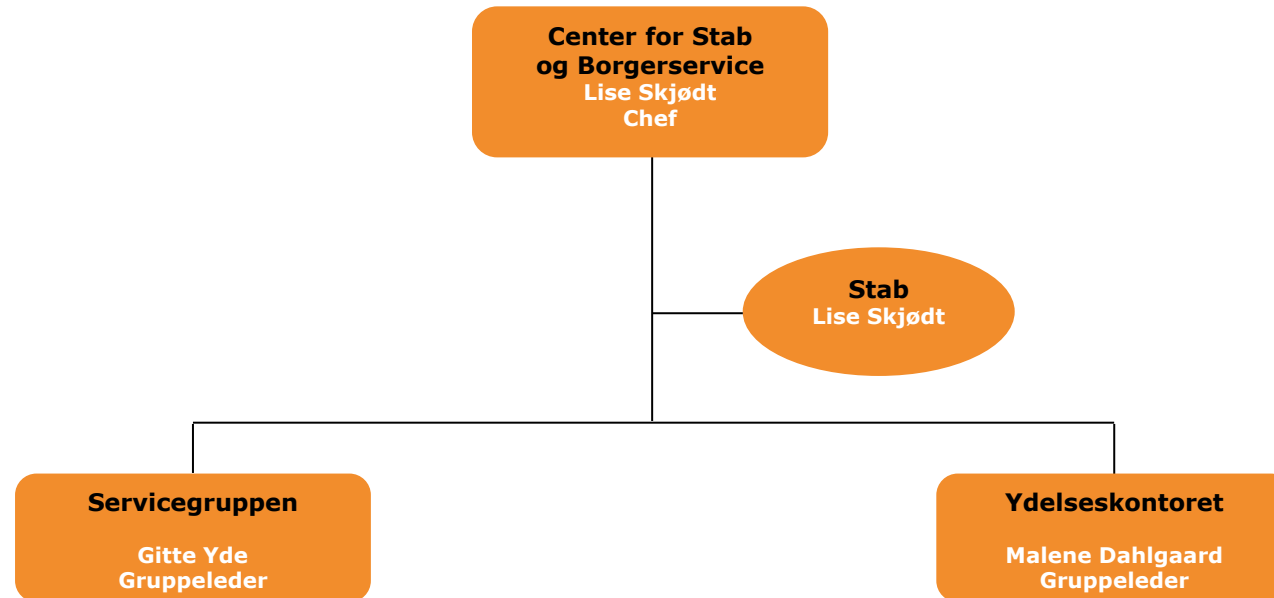 Center for Stab
og Borgerservice
Lise Skjødt
Chef
Stab
Lise Skjødt
Servicegruppen
Gitte Yde
Gruppeleder
Ydelseskontoret
Malene Dahlgaard
Gruppeleder